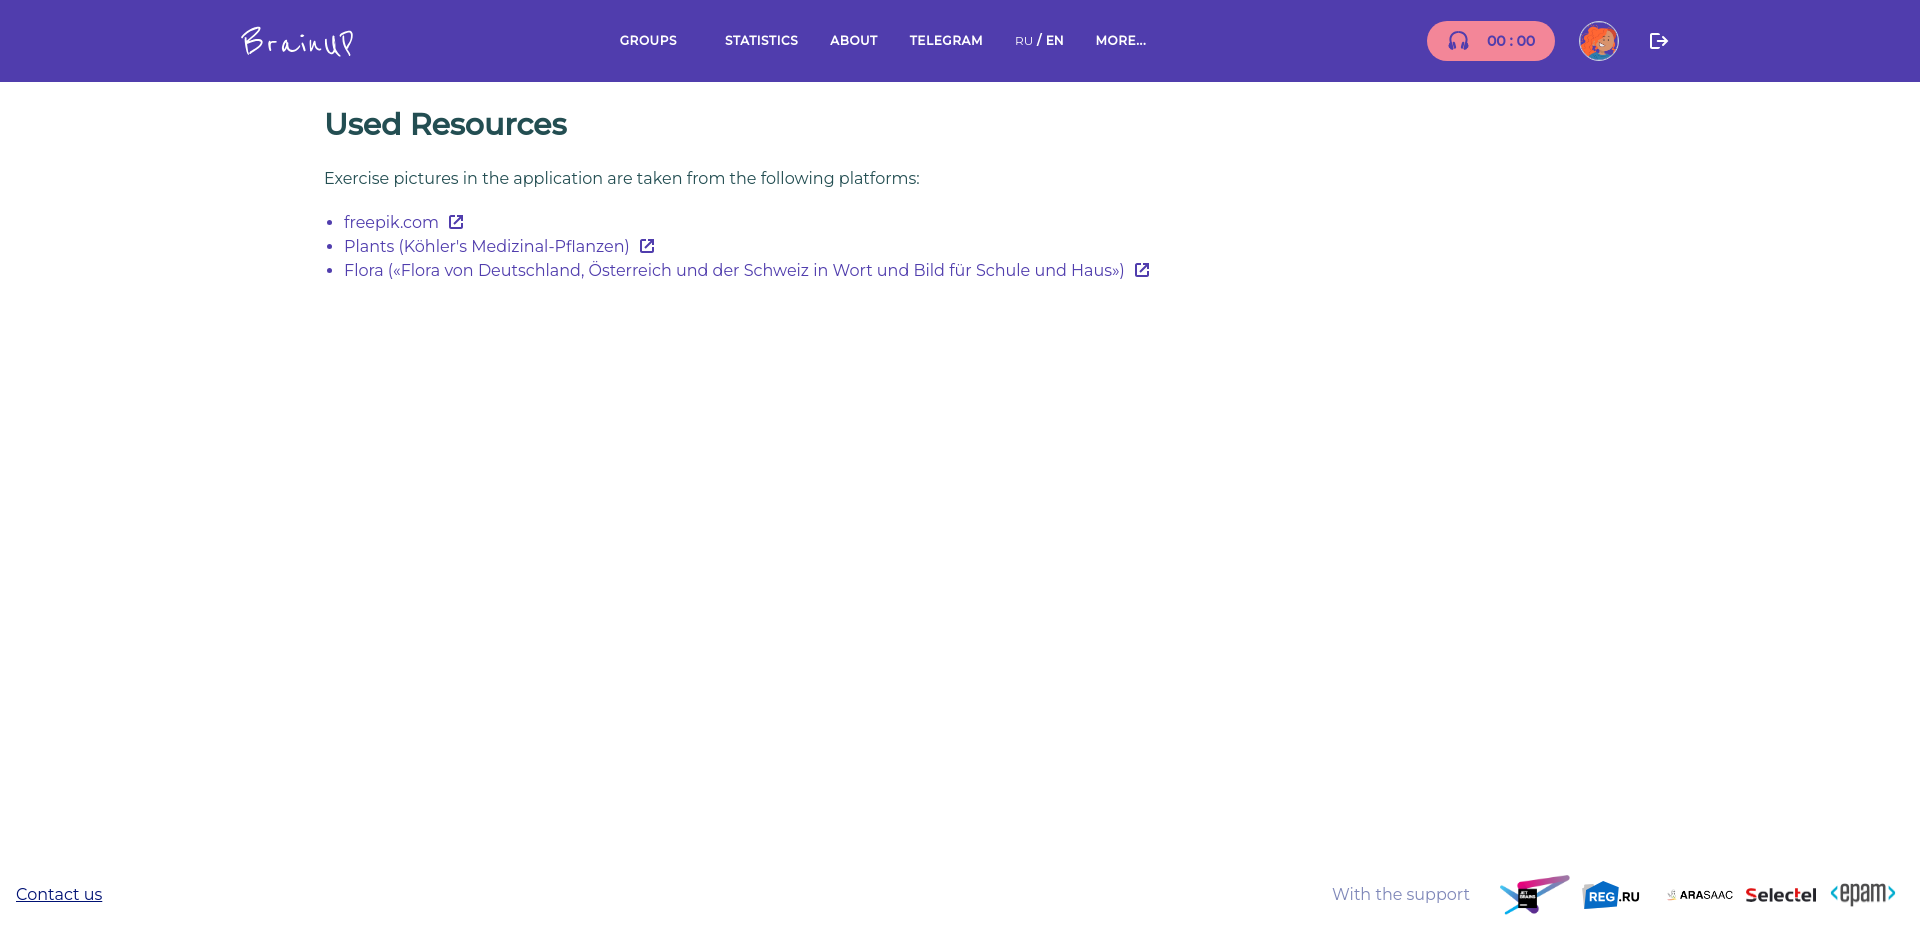 BrainUP
GROUPS STATISTICS ABOUT TELEGRAM RU / EN MORE...
00 : 00
Used Resources
Exercise pictures in the application are taken from the following platforms:
freepik.com
Plants (Köhler's Medizinal-Pflanzen)
Flora («Flora von Deutschland, Österreich und der Schweiz in Wort und Bild für Schule und Haus»)
Contact us
With the support
JET BRAINS
REG.RU
ARASAAC
Selectel
<epam>